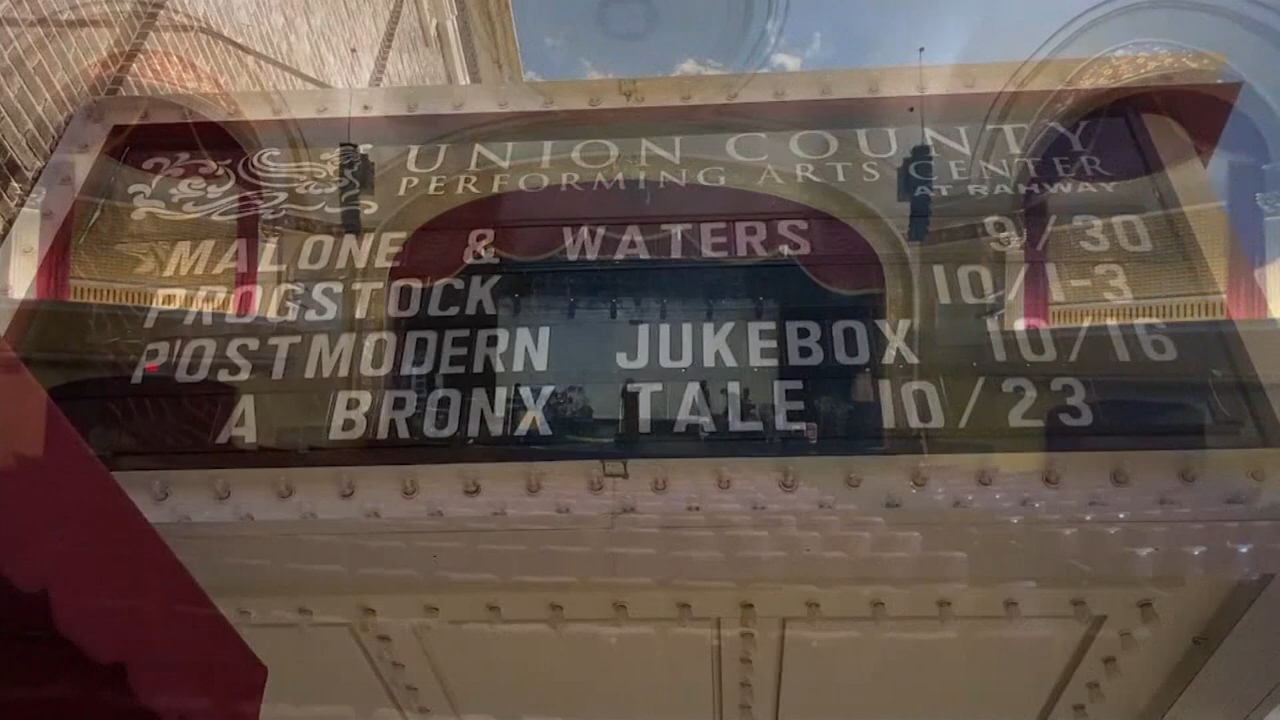 UNION COUNTY
PERFORMING ARTS CENTER
AT RAHWAY
MALONE & WATERS 9/30
PROGSTOCK 10/1-3
POSTMODERN JUKEBOX 10/16
A BRONX TALE 10/23